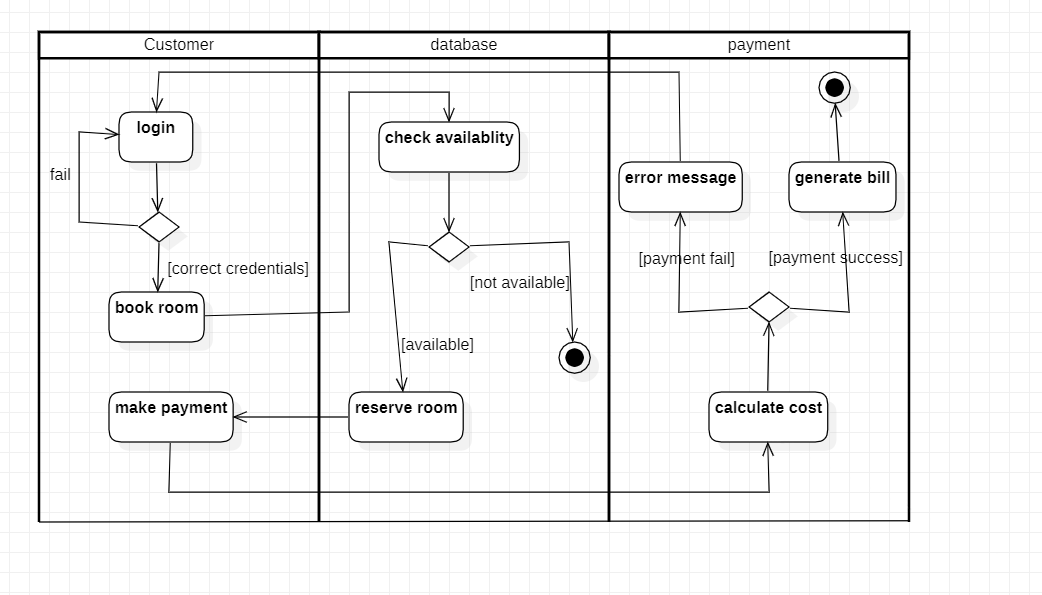 Customer
database
payment
login
check availablity
fail
error message
generate bill
[correct credentials]
[payment fail]
[payment success]
[not available]
book room
[available]
make payment
reserve room
calculate cost